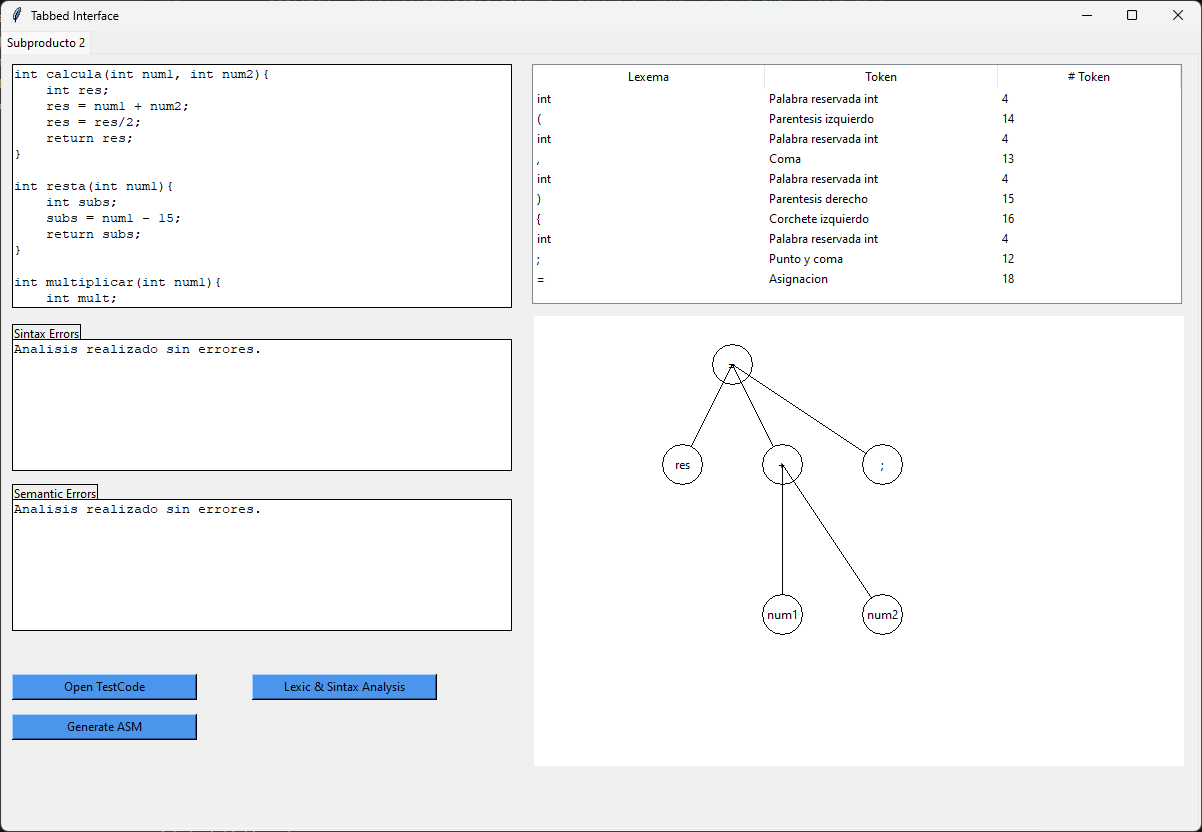 Tabbed Interface
Subproducto 2
int calcula(int num1, int num2){
    int res;
    res = num1 + num2;
    res = res/2;
    return res;
}

int resta(int num1){
    int subs;
    subs = num1 - 15;
    return subs;
}

int multiplicar(int num1){
    int mult;
Sintax Errors
Analisis realizado sin errores.
Semantic Errors
Analisis realizado sin errores.
Open TestCode
Lexic & Sintax Analysis
Generate ASM
Lexema Token # Token
int Palabra reservada int 4
( Parentesis izquierdo 14
int Palabra reservada int 4
, Coma 13
int Palabra reservada int 4
) Parentesis derecho 15
{ Corchete izquierdo 16
int Palabra reservada int 4
; Punto y coma 12
= Asignacion 18
=
res + ;
num1 num2